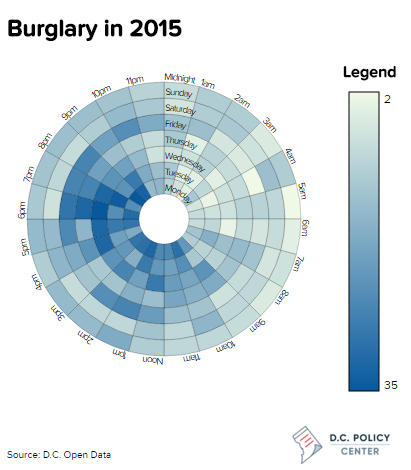 Burglary in 2015
Legend
2
35
Midnight
1am
2am
3am
4am
5am
6am
7am
8am
9am
10am
11am
Noon
1pm
2pm
3pm
4pm
5pm
6pm
7pm
8pm
9pm
10pm
11pm
Sunday
Saturday
Friday
Thursday
Wednesday
Tuesday
Monday
Source: D.C. Open Data
D.C. POLICY
CENTER